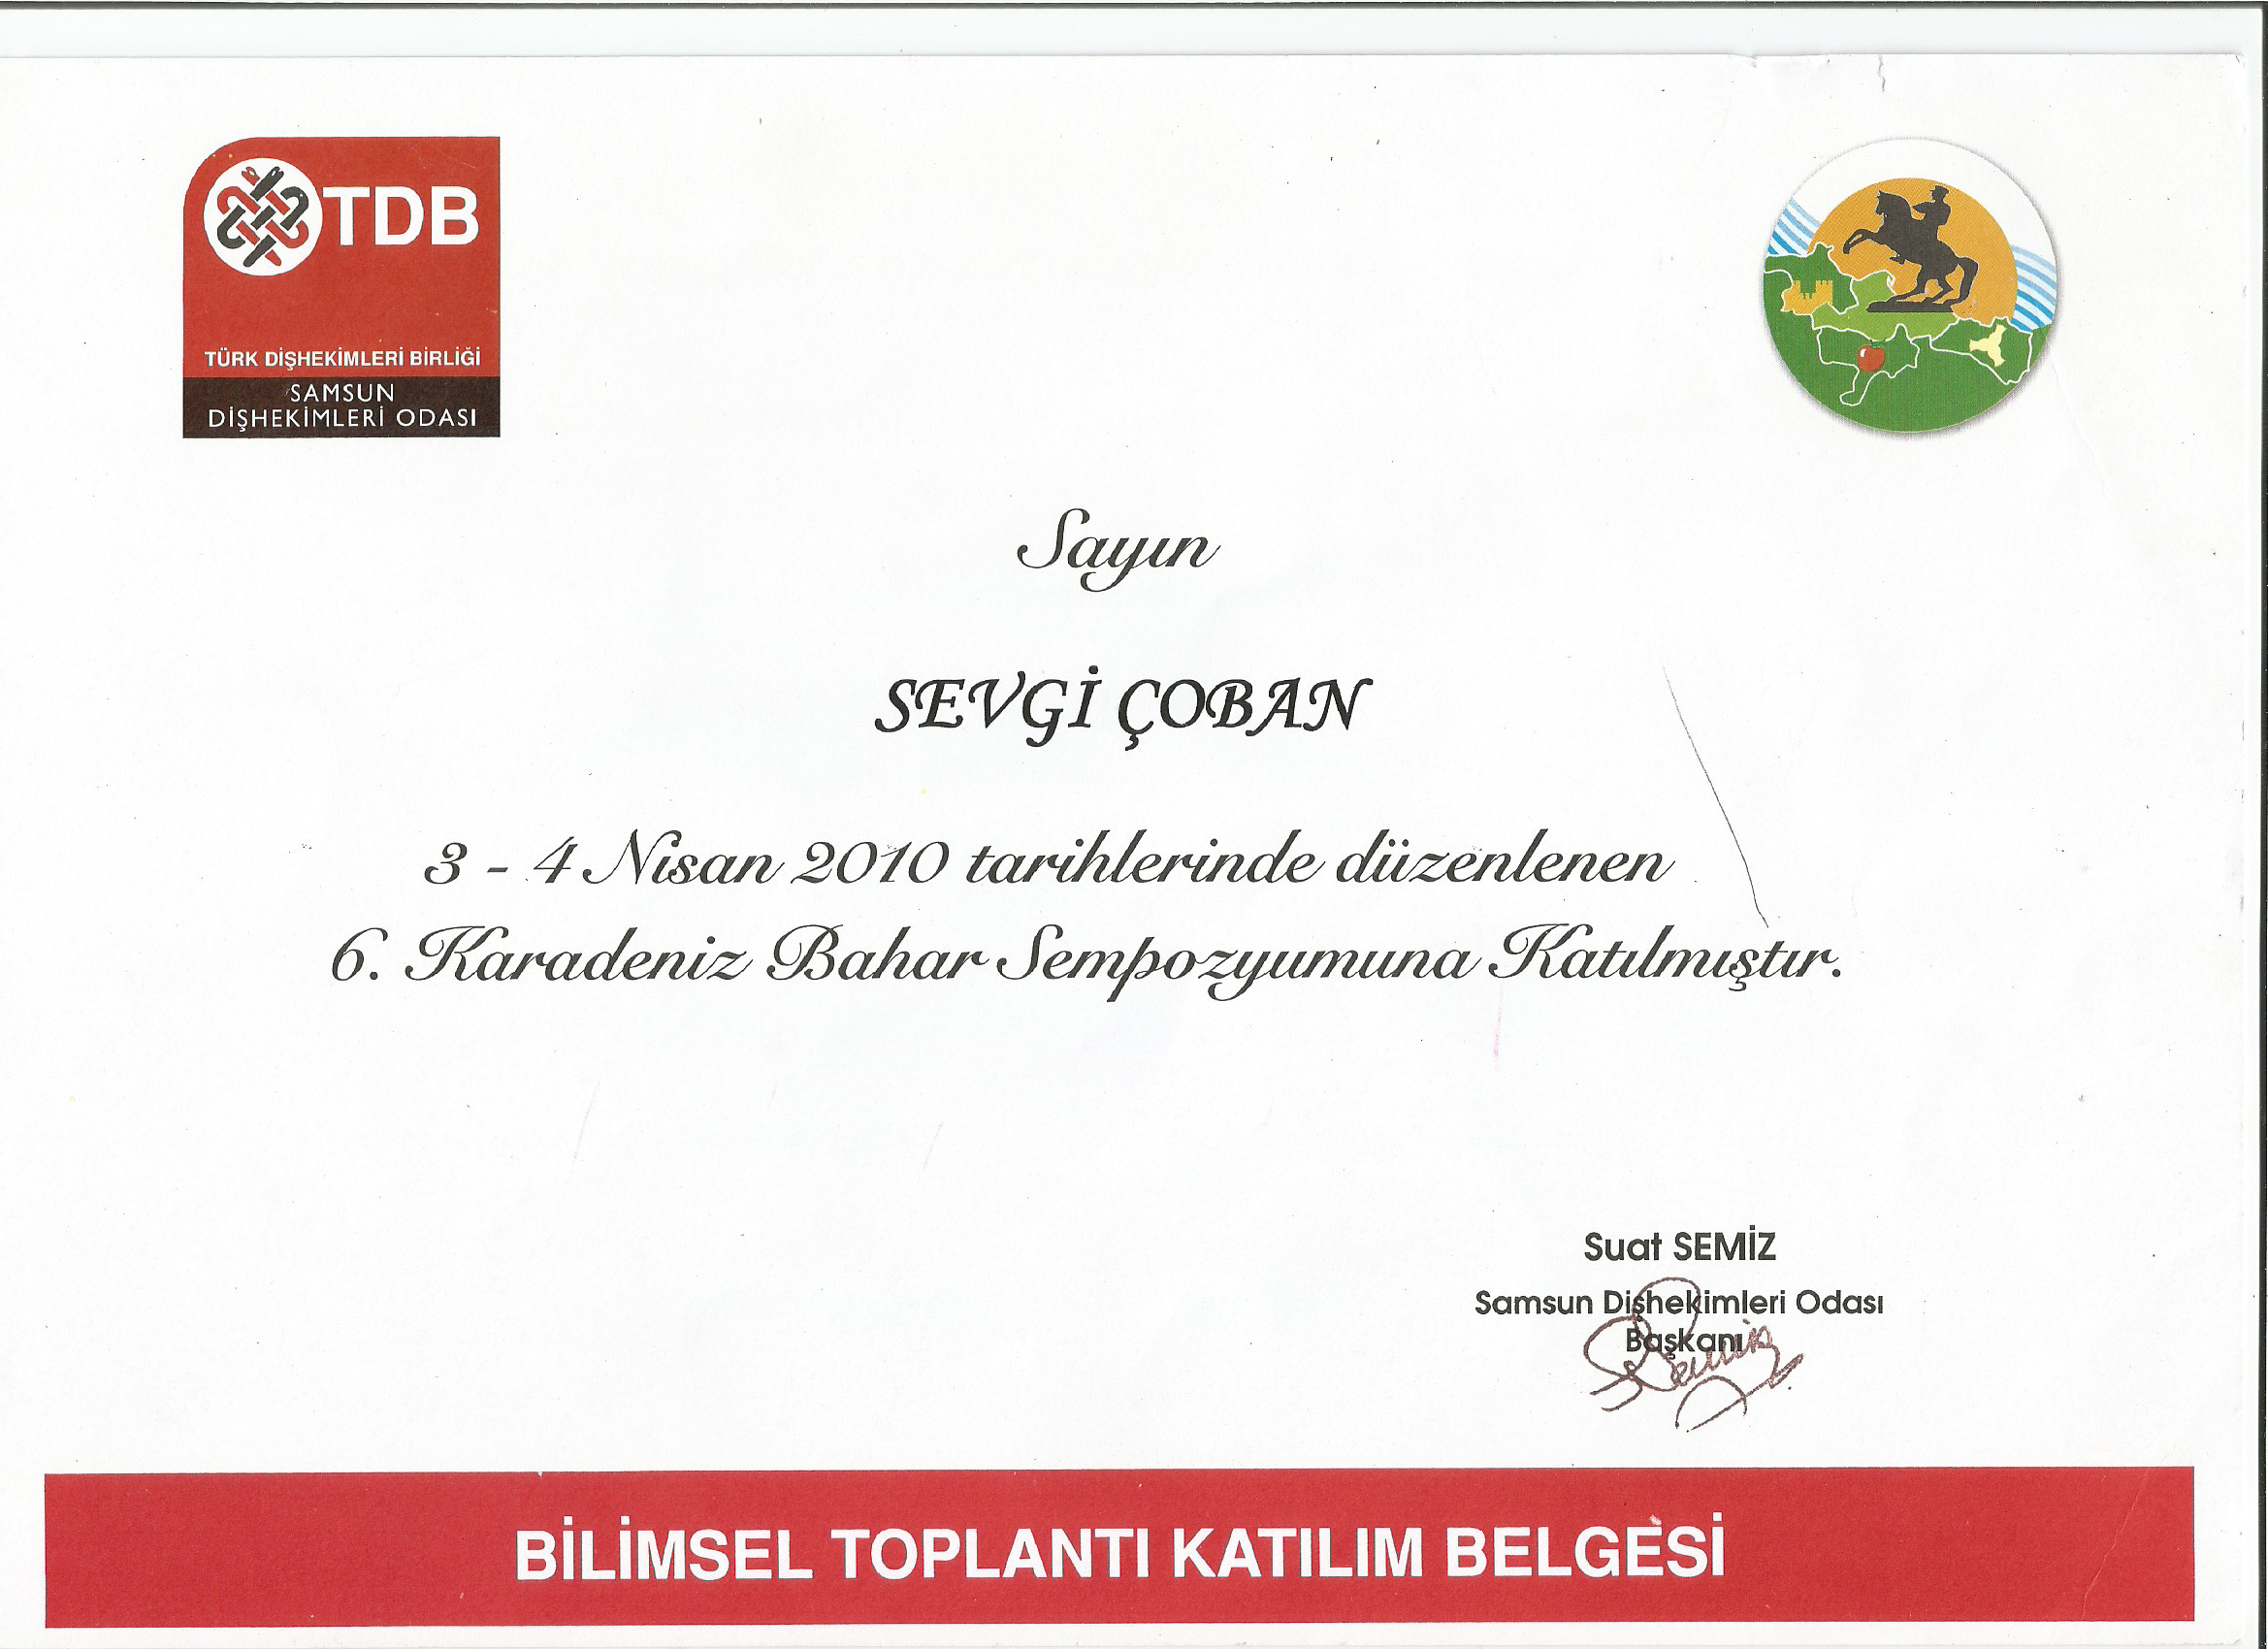 TDB
TÜRK DİŞHEKİMLERİ BİRLİĞİ
SAMSUN
DİŞHEKİMLERİ ODASI
Sayın
SEVGİ ÇOBAN
3 - 4 Nisan 2010 tarihlerinde düzenlenen
6. Karadeniz Bahar Sempozyumuna Katılmıştır.
Suat SEMİZ
Samsun Dişhekimleri Odası
Başkanı
BİLİMSEL TOPLANTI KATILIM BELGESİ